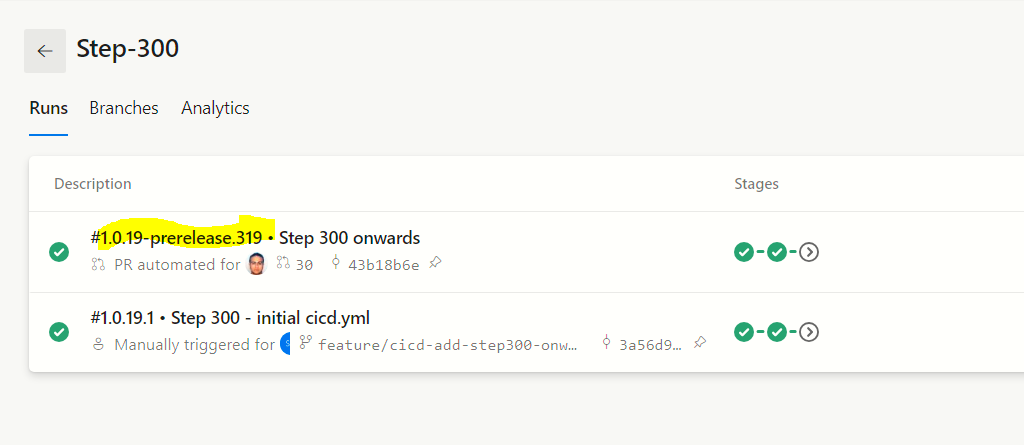 Step-300
Runs Branches Analytics
Description Stages
#1.0.19-prerelease.319 • Step 300 onwards
PR automated for 30 43b18b6e
#1.0.19.1 • Step 300 - initial cicd.yml
Manually triggered for feature/cicd-add-step300-onw… 3a56d9…